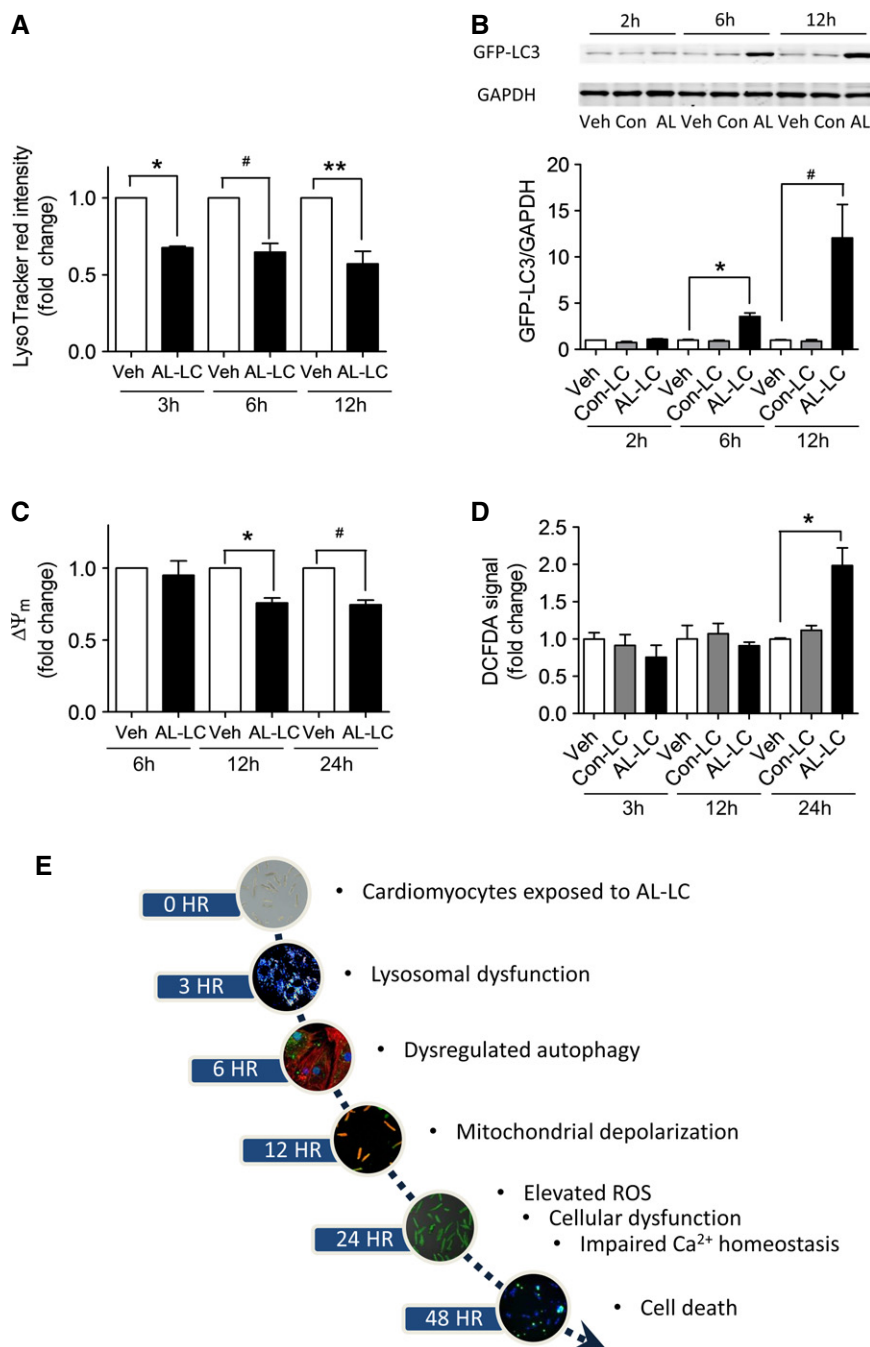 A
LysoTracker red intensity
(fold change)
1.0
0.5
0.0
*
#
**
Veh AL-LC Veh AL-LC Veh AL-LC
3h 6h 12h
B
2h 6h 12h
GFP-LC3
GAPDH
Veh Con AL Veh Con AL Veh Con AL
GFP-LC3/GAPDH
20
15
10
5
0
*
#
Veh Con-LC AL-LC Veh Con-LC AL-LC Veh Con-LC AL-LC
2h 6h 12h
C
ΔΨm
(fold change)
1.0
0.5
0.0
*
#
Veh AL-LC Veh AL-LC Veh AL-LC
6h 12h 24h
D
DCFDA signal
(fold change)
2.5
2.0
1.5
1.0
0.5
0.0
*
Veh Con-LC AL-LC Veh Con-LC AL-LC Veh Con-LC AL-LC
3h 12h 24h
E
0 HR
• Cardiomyocytes exposed to AL-LC
3 HR
• Lysosomal dysfunction
6 HR
• Dysregulated autophagy
12 HR
• Mitochondrial depolarization
24 HR
• Elevated ROS
• Cellular dysfunction
• Impaired Ca²⁺ homeostasis
48 HR
• Cell death